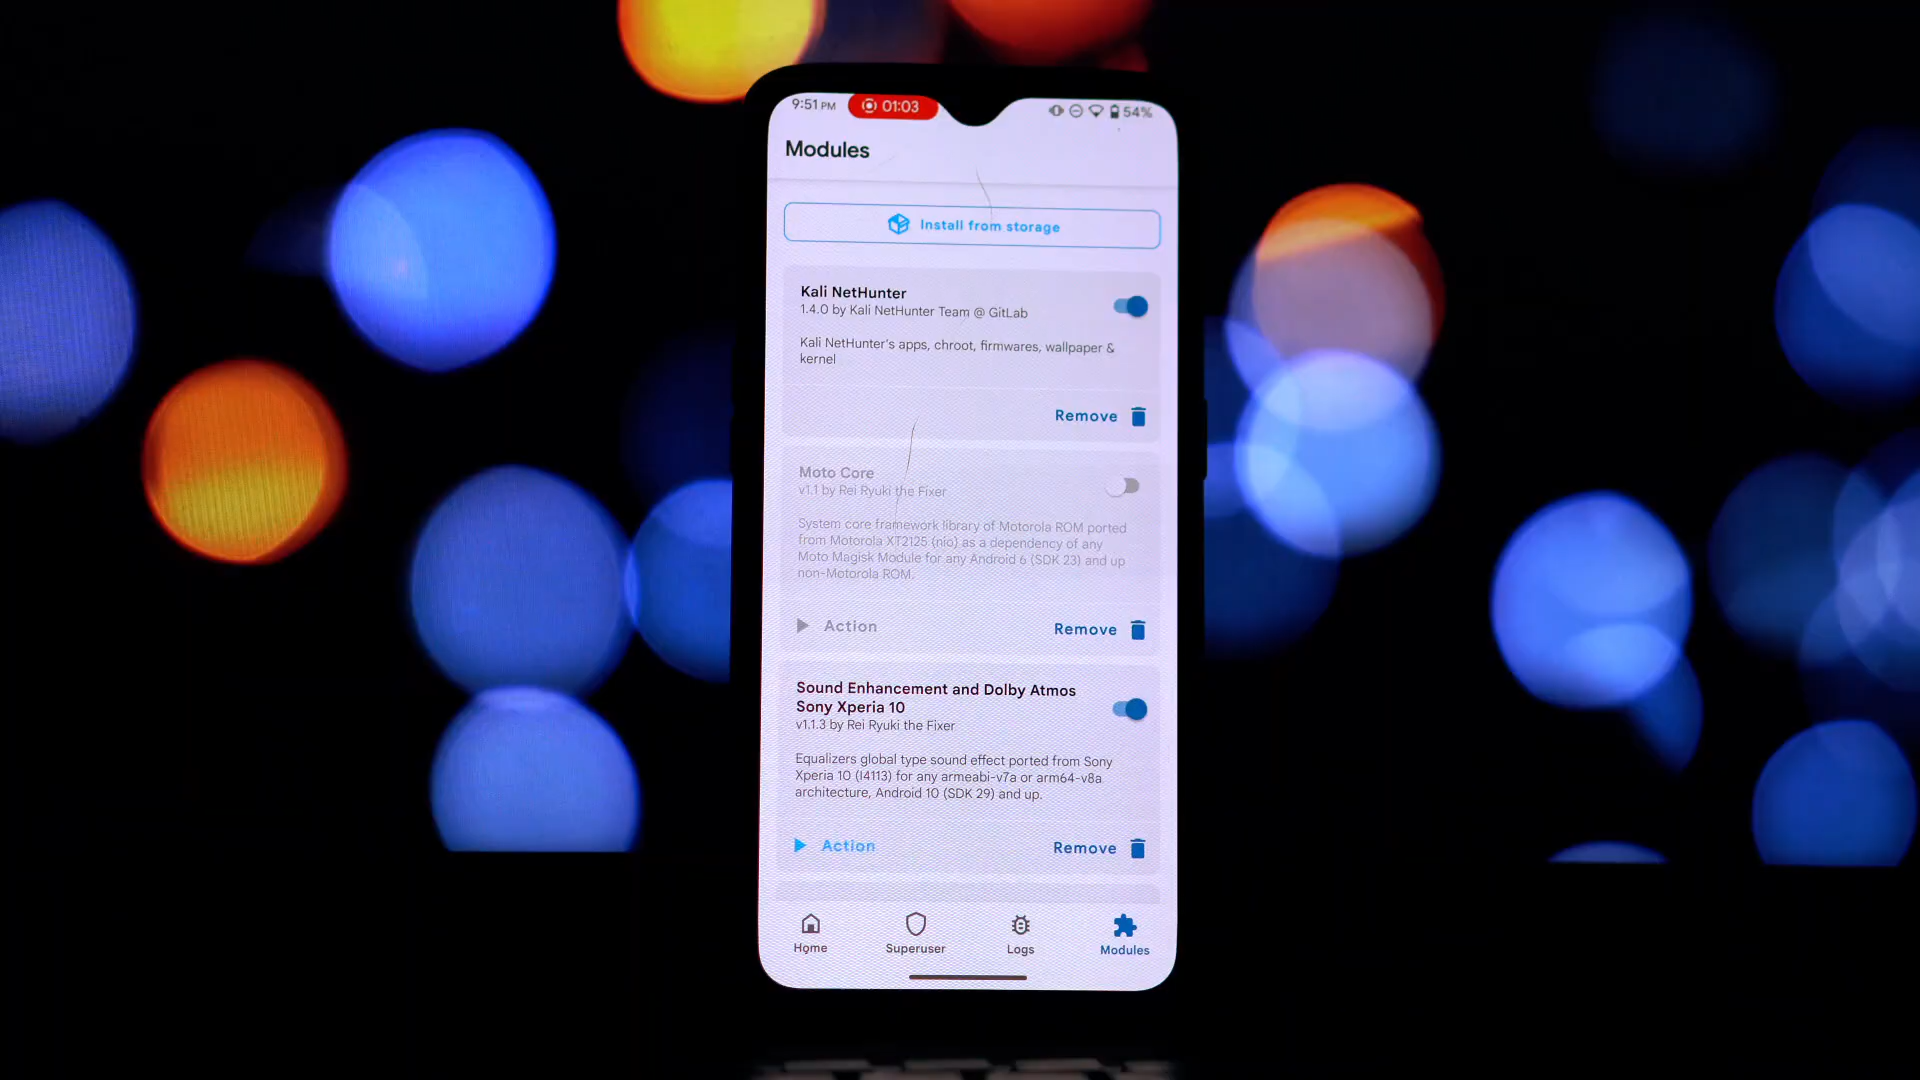 9:51 PM 01:03 54%
Modules
Install from storage
Kali NetHunter
1.4.0 by Kali NetHunter Team @ GitLab
Kali NetHunter's apps, chroot, firmwares, wallpaper &
kernel
Remove
Moto Core
v1.1 by Rei Ryuki the Fixer
System core framework library of Motorola ROM ported
from Motorola XT2125 (nio) as a dependency of any
Moto Magisk Module for any Android 6 (SDK 23) and up
non-Motorola ROM.
Action Remove
Sound Enhancement and Dolby Atmos
Sony Xperia 10
v1.1.3 by Rei Ryuki the Fixer
Equalizers global type sound effect ported from Sony
Xperia 10 (I4113) for any armeabi-v7a or arm64-v8a
architecture, Android 10 (SDK 29) and up.
Action Remove
Home Superuser Logs Modules